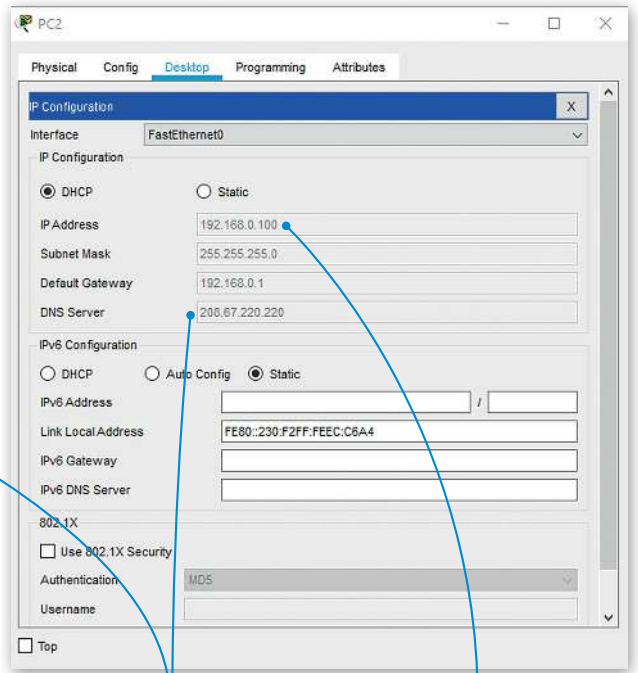 PC2
Physical Config Desktop Programming Attributes
IP Configuration X
Interface FastEthernet0
IP Configuration
DHCP Static
IP Address 192.168.0.100
Subnet Mask 255.255.255.0
Default Gateway 192.168.0.1
DNS Server 208.67.220.220
IPv6 Configuration
DHCP Auto Config Static
IPv6 Address /
Link Local Address FE80::230:F2FF:FEEC:C6A4
IPv6 Gateway
IPv6 DNS Server
802.1X
Use 802.1X Security
Authentication MD5
Username
Top